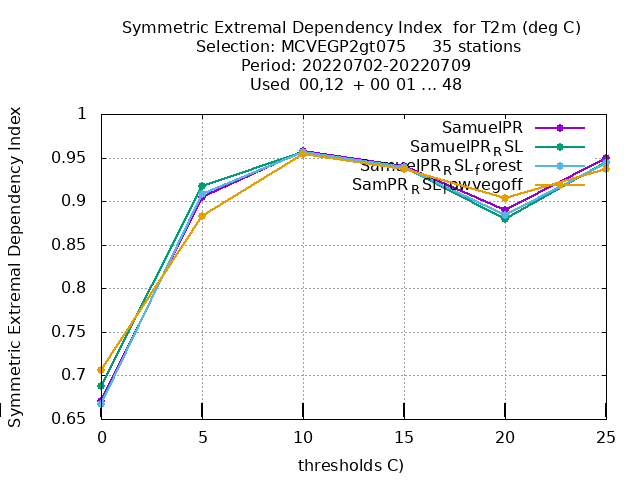 Symmetric Extremal Dependency Index  for T2m (deg C)
Selection: MCVEGP2gt075     35 stations
Period: 20220702-20220709
Used  00,12  + 00 01 ... 48
Symmetric Extremal Dependency Index
1
0.95
0.9
0.85
0.8
0.75
0.7
0.65
SamuelPR
SamuelPR_RSL
SamuelPR_RSL_forest
SamPR_RSL_fowvegoff
0 5 10 15 20 25
thresholds C)